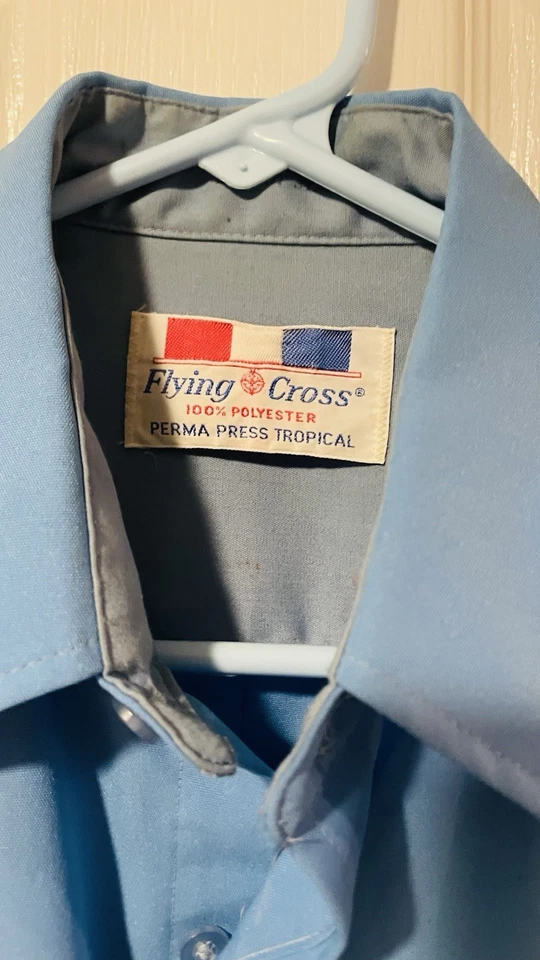 Flying Cross®
100% POLYESTER
PERMA PRESS TROPICAL